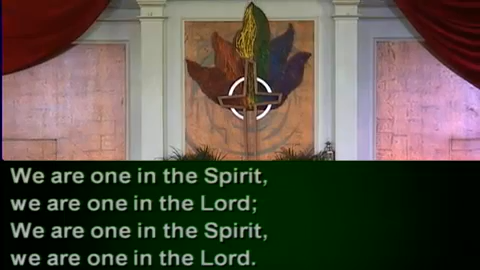 We are one in the Spirit,
we are one in the Lord;
We are one in the Spirit,
we are one in the Lord.